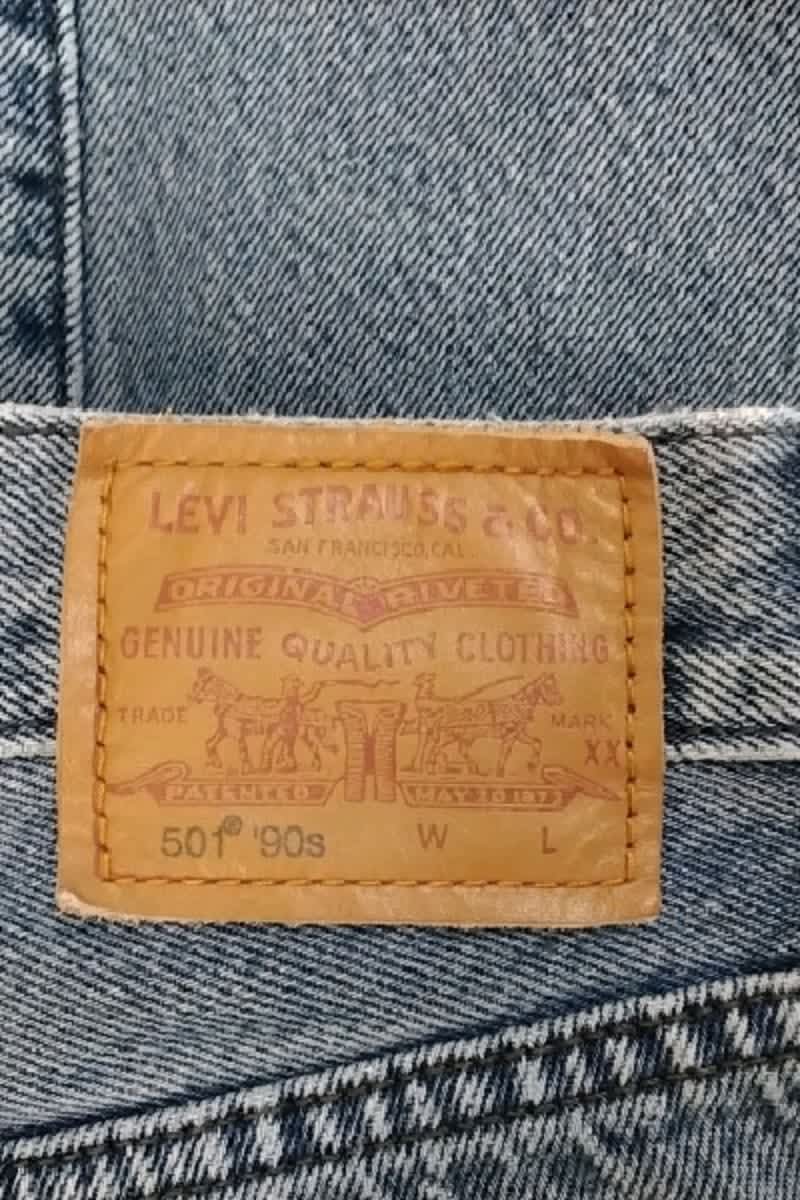 LEVI STRAUSS & CO.
SAN FRANCISCO, CAL.
ORIGINAL RIVETED
GENUINE QUALITY CLOTHING
TRADE MARK
XX
PATENTED MAY 20 1873
501® '90s W L